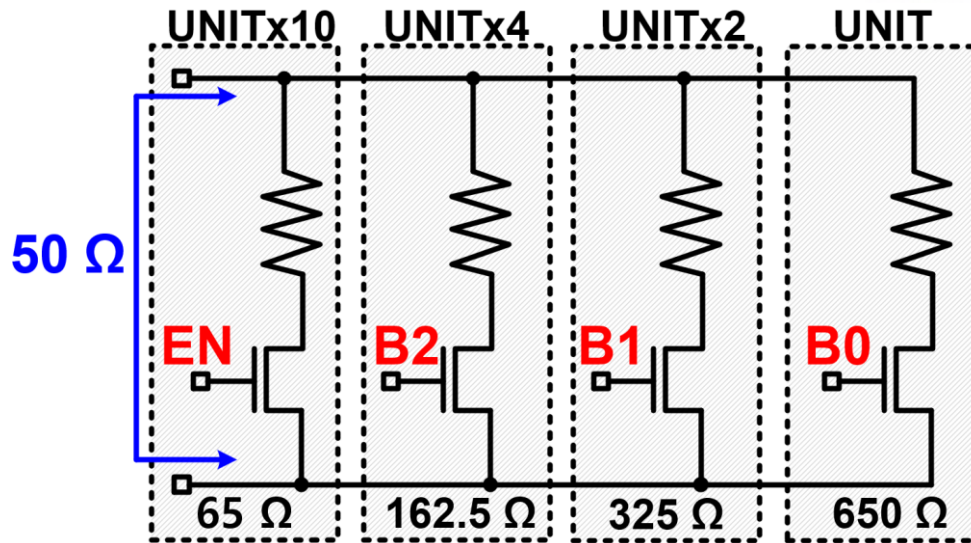 UNITx10 UNITx4 UNITx2 UNIT
50 Ω
EN B2 B1 B0
65 Ω 162.5 Ω 325 Ω 650 Ω